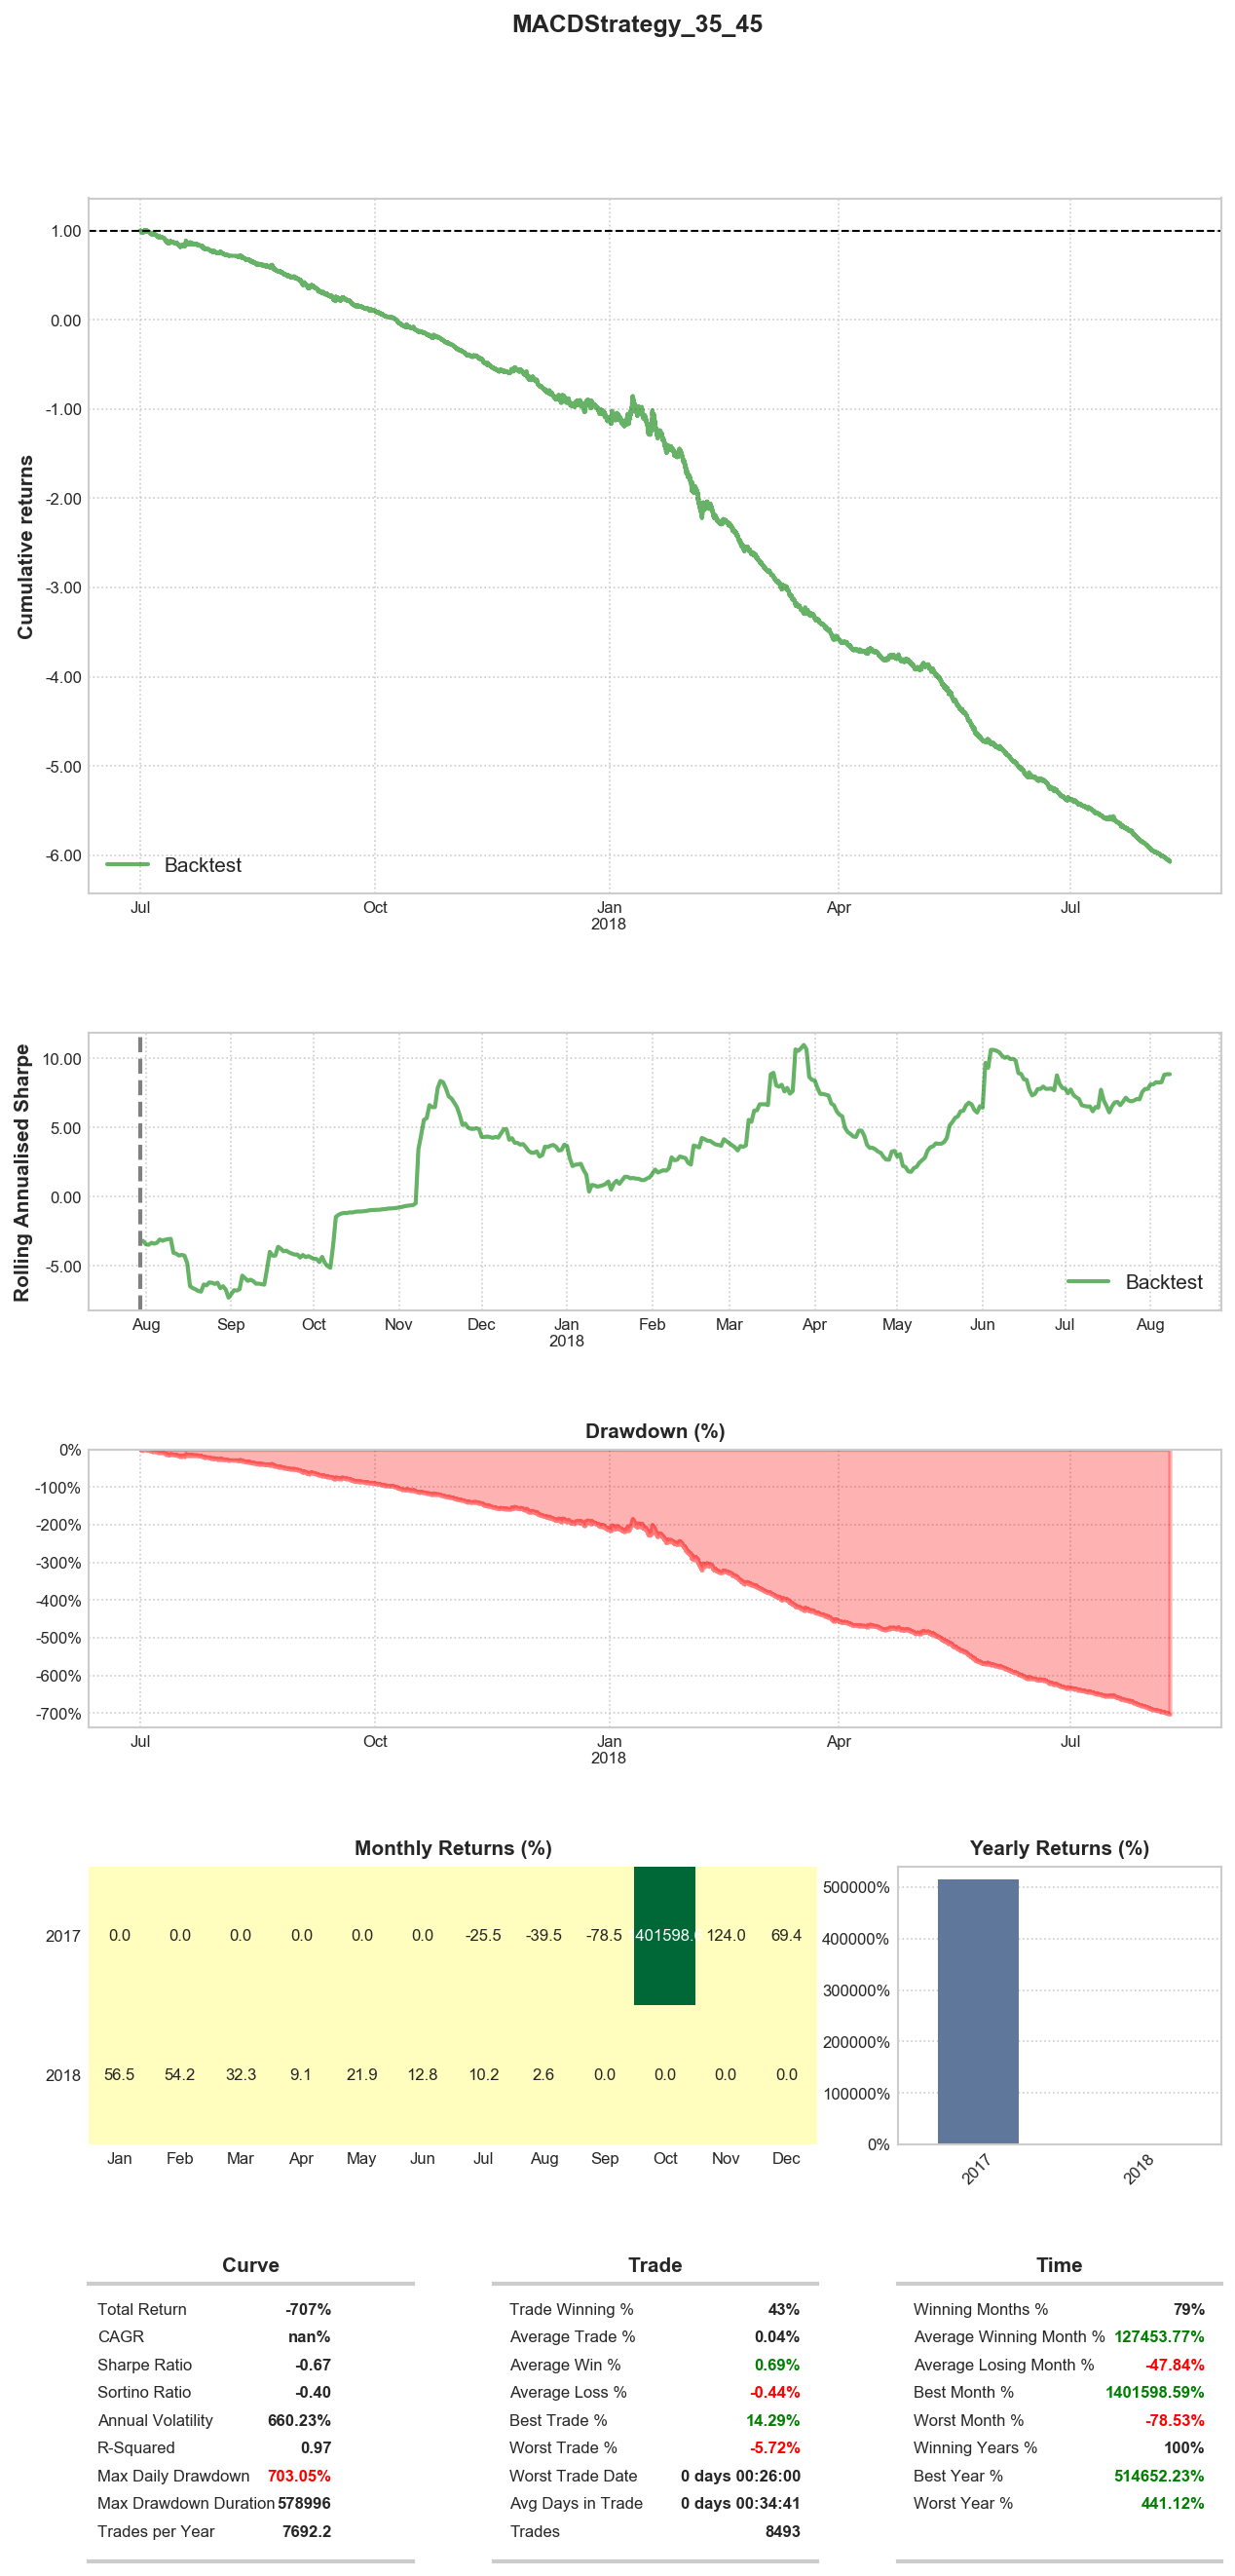 MACDStrategy_35_45
Cumulative returns
1.00
0.00
-1.00
-2.00
-3.00
-4.00
-5.00
-6.00
Backtest
Jul Oct Jan Apr Jul
2018
Rolling Annualised Sharpe
10.00
5.00
0.00
-5.00
Backtest
Aug Sep Oct Nov Dec Jan Feb Mar Apr May Jun Jul Aug
2018
Drawdown (%)
0%
-100%
-200%
-300%
-400%
-500%
-600%
-700%
Jul Oct Jan Apr Jul
2018
Monthly Returns (%)
2017 0.0 0.0 0.0 0.0 0.0 0.0 -25.5 -39.5 -78.5 401598. 124.0 69.4
2018 56.5 54.2 32.3 9.1 21.9 12.8 10.2 2.6 0.0 0.0 0.0 0.0
Jan Feb Mar Apr May Jun Jul Aug Sep Oct Nov Dec
Yearly Returns (%)
500000%
400000%
300000%
200000%
100000%
0%
2017 2018
Curve
Total Return -707%
CAGR nan%
Sharpe Ratio -0.67
Sortino Ratio -0.40
Annual Volatility 660.23%
R-Squared 0.97
Max Daily Drawdown 703.05%
Max Drawdown Duration 578996
Trades per Year 7692.2
Trade
Trade Winning % 43%
Average Trade % 0.04%
Average Win % 0.69%
Average Loss % -0.44%
Best Trade % 14.29%
Worst Trade % -5.72%
Worst Trade Date 0 days 00:26:00
Avg Days in Trade 0 days 00:34:41
Trades 8493
Time
Winning Months % 79%
Average Winning Month % 127453.77%
Average Losing Month % -47.84%
Best Month % 1401598.59%
Worst Month % -78.53%
Winning Years % 100%
Best Year % 514652.23%
Worst Year % 441.12%